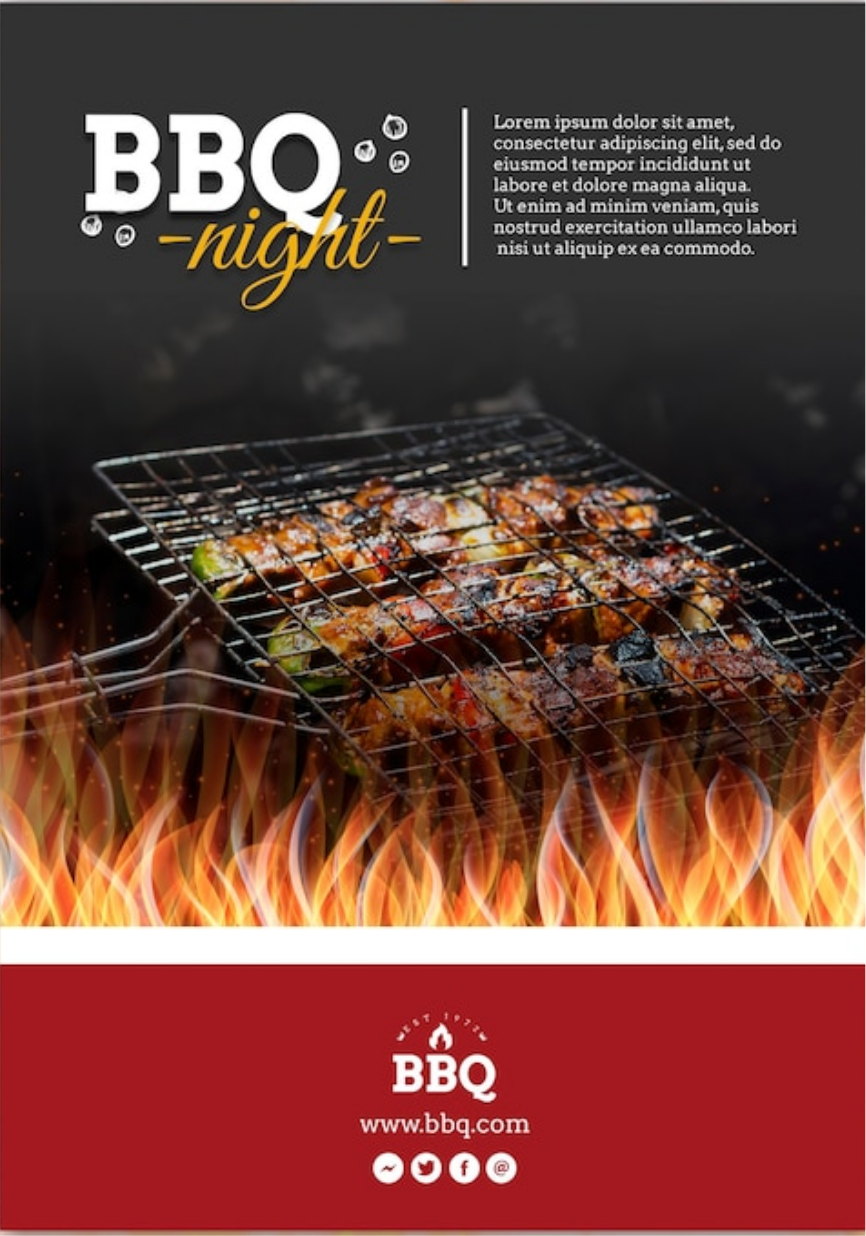 BBQ
-night-
Lorem ipsum dolor sit amet,
consectetur adipiscing elit, sed do
eiusmod tempor incididunt ut
labore et dolore magna aliqua.
Ut enim ad minim veniam, quis
nostrud exercitation ullamco labori
nisi ut aliquip ex ea commodo.
EST 1972
BBQ
www.bbq.com
f @